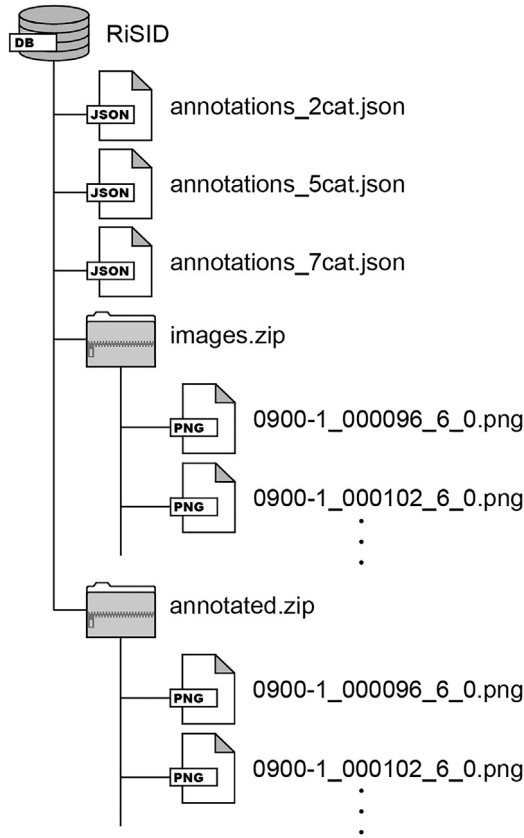 DB RiSID
JSON annotations_2cat.json
JSON annotations_5cat.json
JSON annotations_7cat.json
images.zip
PNG 0900-1_000096_6_0.png
PNG 0900-1_000102_6_0.png
annotated.zip
PNG 0900-1_000096_6_0.png
PNG 0900-1_000102_6_0.png